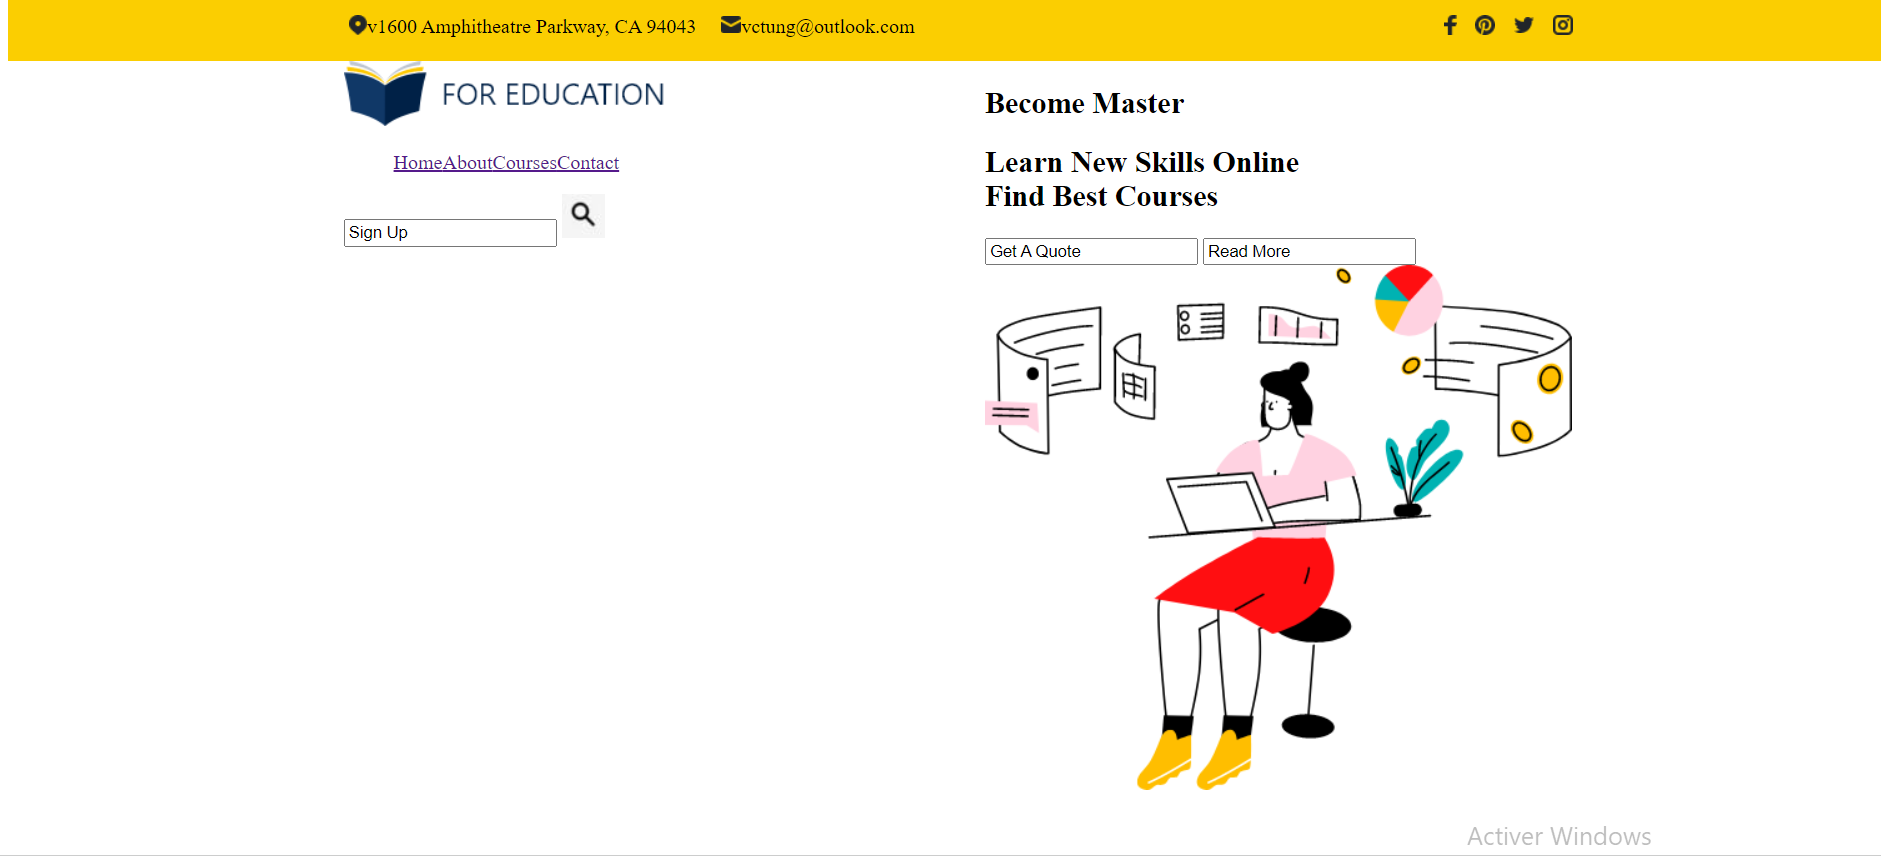 v1600 Amphitheatre Parkway, CA 94043 vctung@outlook.com
FOR EDUCATION
HomeAboutCoursesContact
Sign Up
Become Master
Learn New Skills Online
Find Best Courses
Get A Quote Read More
Activer Windows